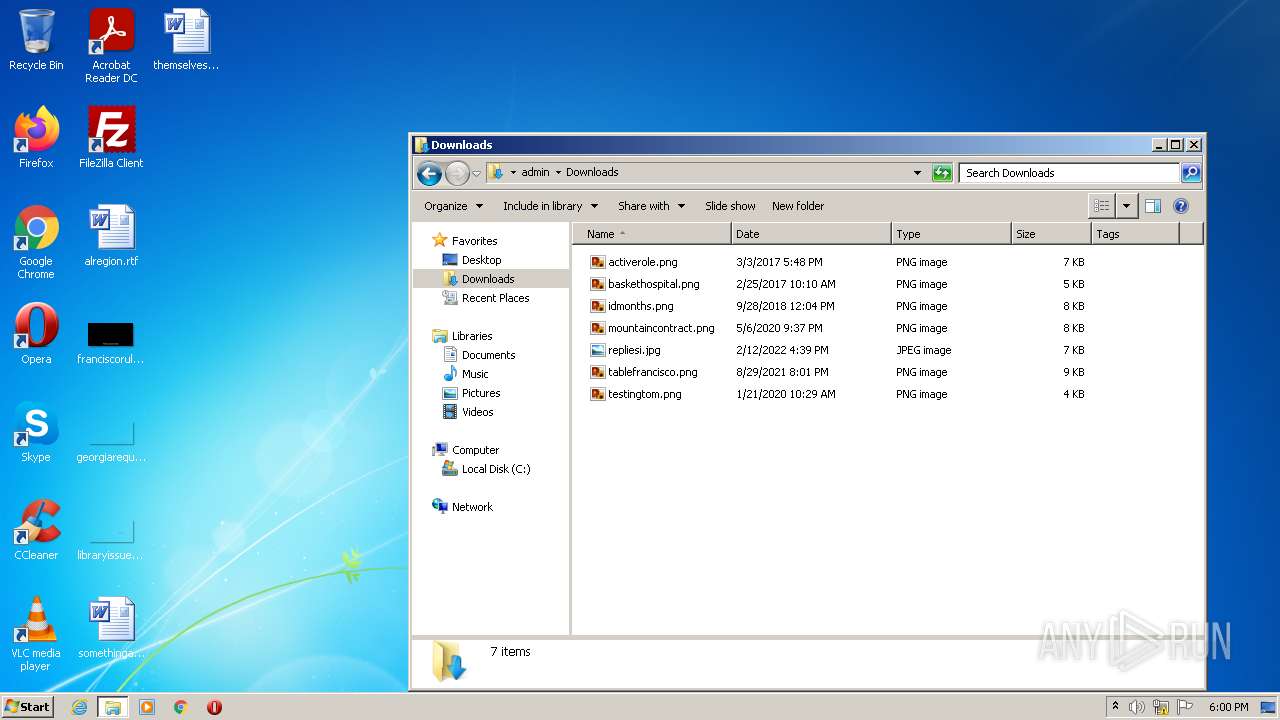 Recycle Bin
Acrobat
Reader DC
themselves...
Firefox
FileZilla Client
Google
Chrome
alregion.rtf
Opera
franciscorul...
Skype
georgiarequ...
CCleaner
libraryissue...
VLC media
player
somethinga...
Downloads
admin Downloads
Search Downloads
Organize Include in library Share with Slide show New folder
Name Date Type Size Tags
Favorites
Desktop
Downloads
Recent Places
Libraries
Documents
Music
Pictures
Videos
Computer
Local Disk (C:)
Network
activerole.png 3/3/2017 5:48 PM PNG image 7 KB
baskethospital.png 2/25/2017 10:10 AM PNG image 5 KB
idmonths.png 9/28/2018 12:04 PM PNG image 8 KB
mountaincontract.png 5/6/2020 9:37 PM PNG image 8 KB
repliesi.jpg 5/12/2022 4:36 PM JPEG image 7 KB
tablefrancisco.png 8/29/2021 8:01 PM PNG image 9 KB
testingtom.png 1/21/2020 10:29 AM PNG image 4 KB
7 items
ANY RUN
Start
6:00 PM